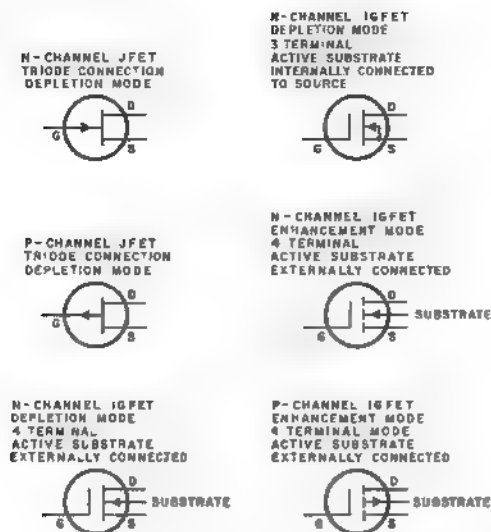 N-CHANNEL JFET
TRIODE CONNECTION
DEPLETION MODE
D
G
S
N-CHANNEL IGFET
DEPLETION MODE
3 TERMINAL
ACTIVE SUBSTRATE
INTERNALLY CONNECTED
TO SOURCE
D
G
S
P-CHANNEL JFET
TRIODE CONNECTION
DEPLETION MODE
D
G
S
N-CHANNEL IGFET
ENHANCEMENT MODE
4 TERMINAL
ACTIVE SUBSTRATE
EXTERNALLY CONNECTED
D
SUBSTRATE
G
S
N-CHANNEL IGFET
DEPLETION MODE
4 TERM NAL
ACTIVE SUBSTRATE
EXTERNALLY CONNECTED
D
SUBSTRATE
G
S
P-CHANNEL IGFET
ENHANCEMENT MODE
4 TERMINAL MODE
ACTIVE SUBSTRATE
EXTERNALLY CONNECTED
D
SUBSTRATE
G
S